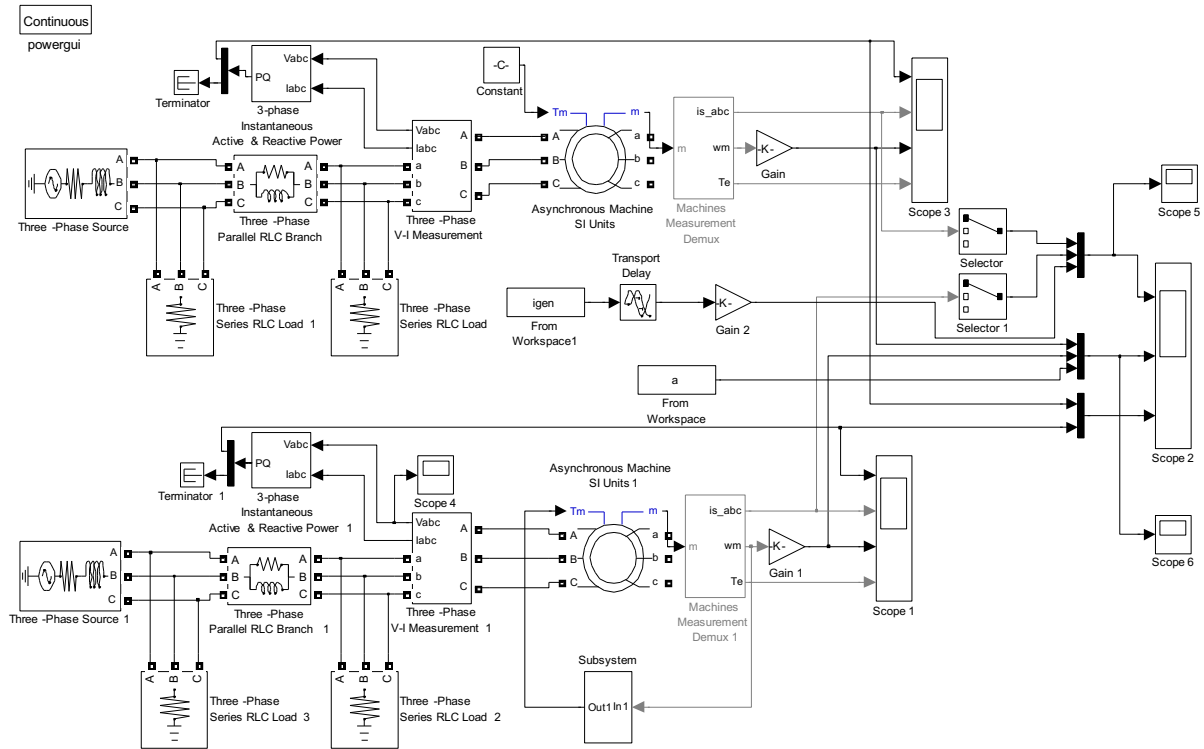 Continuous
powergui
Terminator
PQ
Vabc
Iabc
3-phase
Instantaneous
Active & Reactive Power
-C-
Constant
Three -Phase Source
A
B
C
A
B
C
A
B
C
Three -Phase
Parallel RLC Branch
Vabc
Iabc
a
b
c
A
B
C
Three -Phase
V-I Measurement
Tm
m
A
B
C
a
b
c
Asynchronous Machine
SI Units
m
is_abc
wm
Te
Machines
Measurement
Demux
-K-
Gain
Scope 3
Scope 5
Selector
Selector 1
A
B
C
Three -Phase
Series RLC Load 1
A
B
C
Three -Phase
Series RLC Load
igen
From
Workspace1
Transport
Delay
-K-
Gain 2
a
From
Workspace
Scope 2
Scope 6
Terminator 1
PQ
Vabc
Iabc
3-phase
Instantaneous
Active & Reactive Power 1
Scope 4
Three -Phase Source 1
A
B
C
A
B
C
A
B
C
Three -Phase
Parallel RLC Branch 1
Vabc
Iabc
a
b
c
A
B
C
Three -Phase
V-I Measurement 1
Asynchronous Machine
SI Units 1
Tm
m
A
B
C
a
b
c
m
is_abc
wm
Te
Machines
Measurement
Demux 1
-K-
Gain 1
Scope 1
A
B
C
Three -Phase
Series RLC Load 3
A
B
C
Three -Phase
Series RLC Load 2
Subsystem
Out1 In1